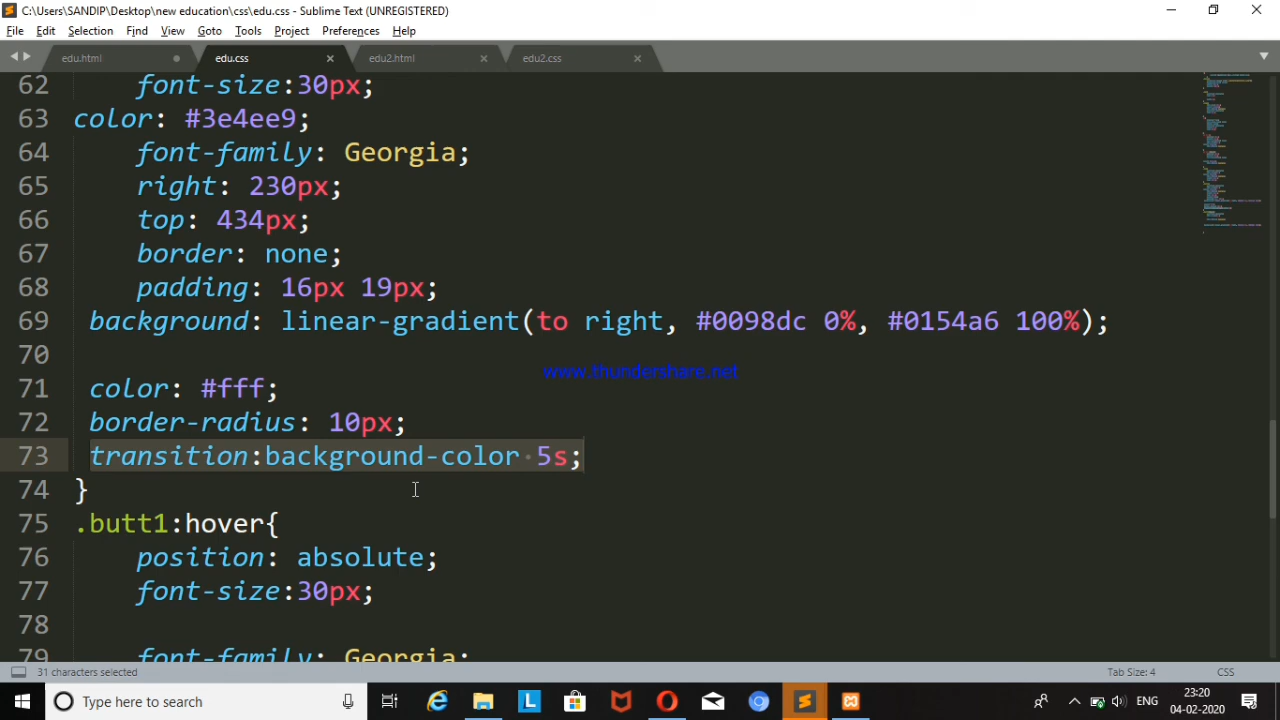 C:\Users\SANDIP\Desktop\new education\css\edu.css - Sublime Text (UNREGISTERED)
File Edit Selection Find View Goto Tools Project Preferences Help
edu.html edu.css edu2.html edu2.css
62 font-size:30px;
63 color: #3e4ee9;
64 font-family: Georgia;
65 right: 230px;
66 top: 434px;
67 border: none;
68 padding: 16px 19px;
69 background: linear-gradient(to right, #0098dc 0%, #0154a6 100%);
70
www.thundershare.net
71 color: #fff;
72 border-radius: 10px;
73 transition:background-color 5s;
74 }
75 .butt1:hover{
76 position: absolute;
77 font-size:30px;
78
79 font-family: Georgia;
31 characters selected Tab Size: 4 CSS
Type here to search ENG 23:20
04-02-2020